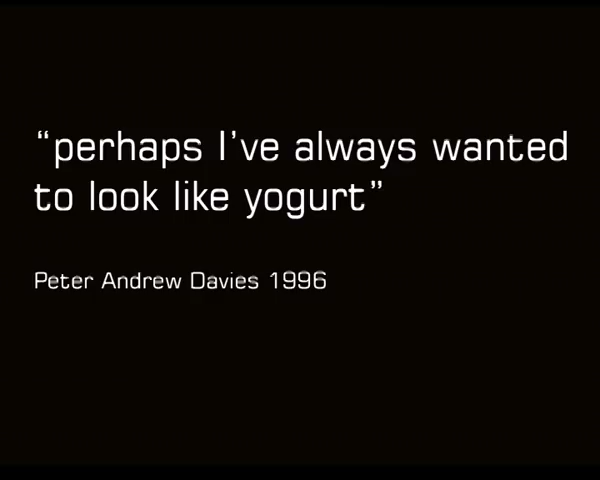 “perhaps I’ve always wanted
to look like yogurt”
Peter Andrew Davies 1996